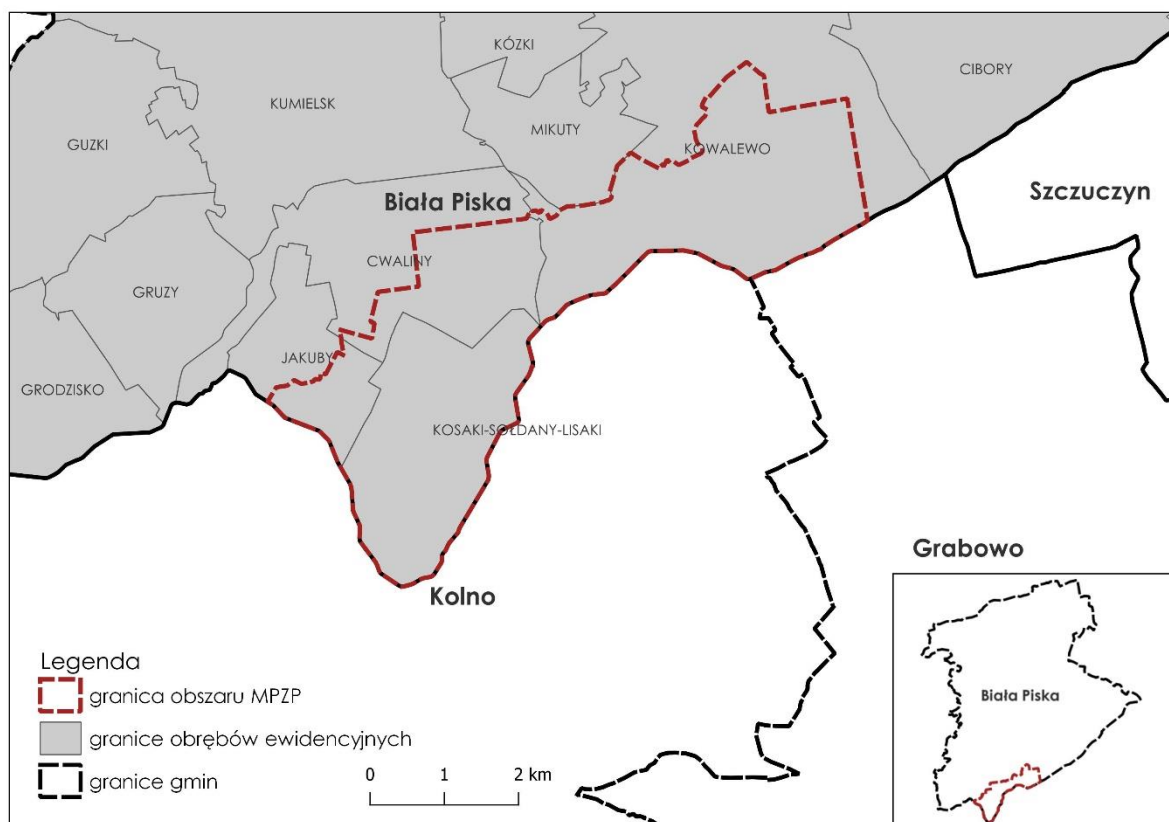 KÓZKI
CIBORY
KUMIELSK
MIKUTY
GUZKI
KOWALEWO
Szczuczyn
Biała Piska
CWALINY
GRUZY
JAKUBY
GRODZISKO
KOSAKI-SOŁDANY-LISAKI
Grabowo
Kolno
Legenda
granica obszaru MPZP
granice obrębów ewidencyjnych
granice gmin
0 1 2 km
Biała Piska